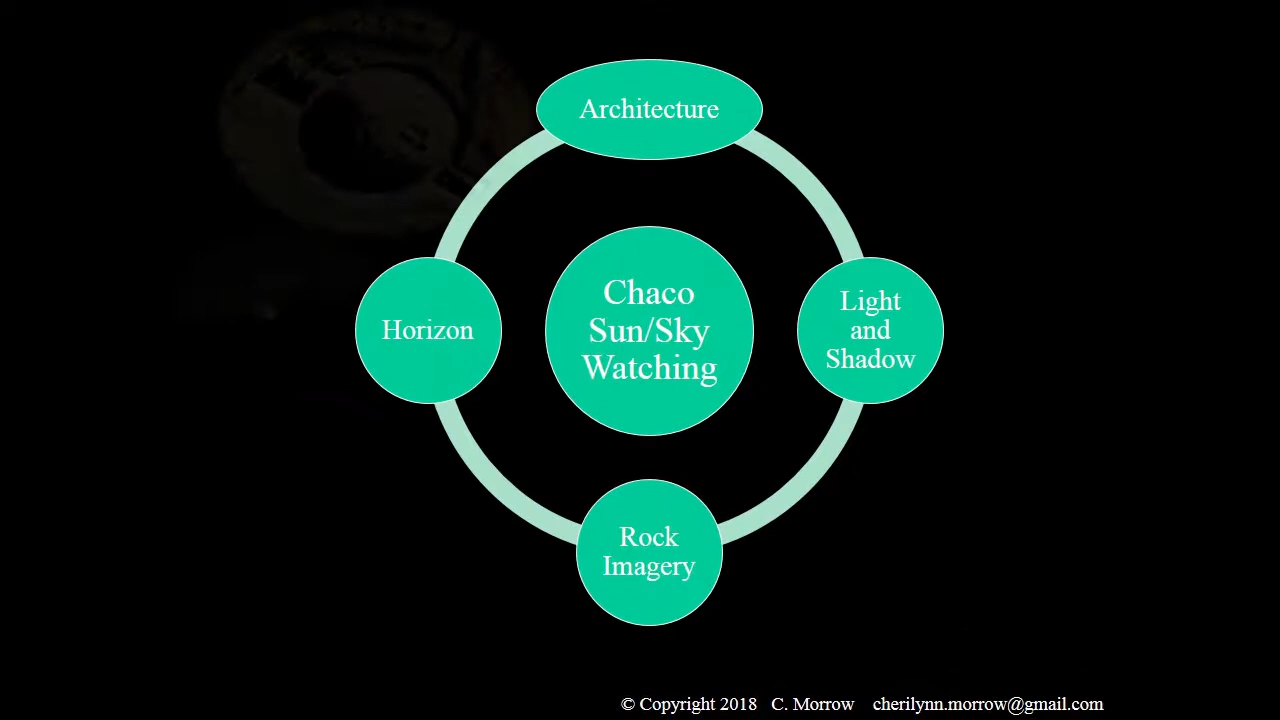 Architecture
Chaco
Sun/Sky
Watching
Horizon
Light
and
Shadow
Rock
Imagery
© Copyright 2018 C. Morrow cherilynn.morrow@gmail.com